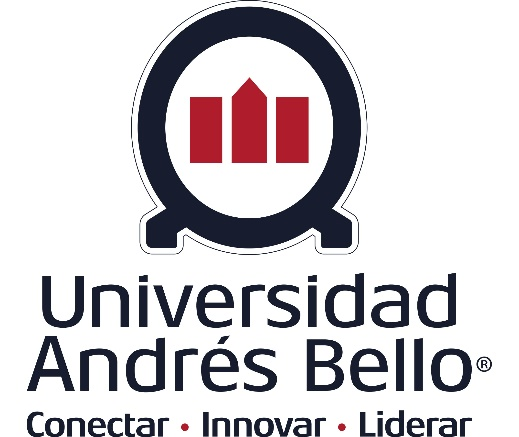 Universidad
Andrés Bello®
Conectar • Innovar • Liderar